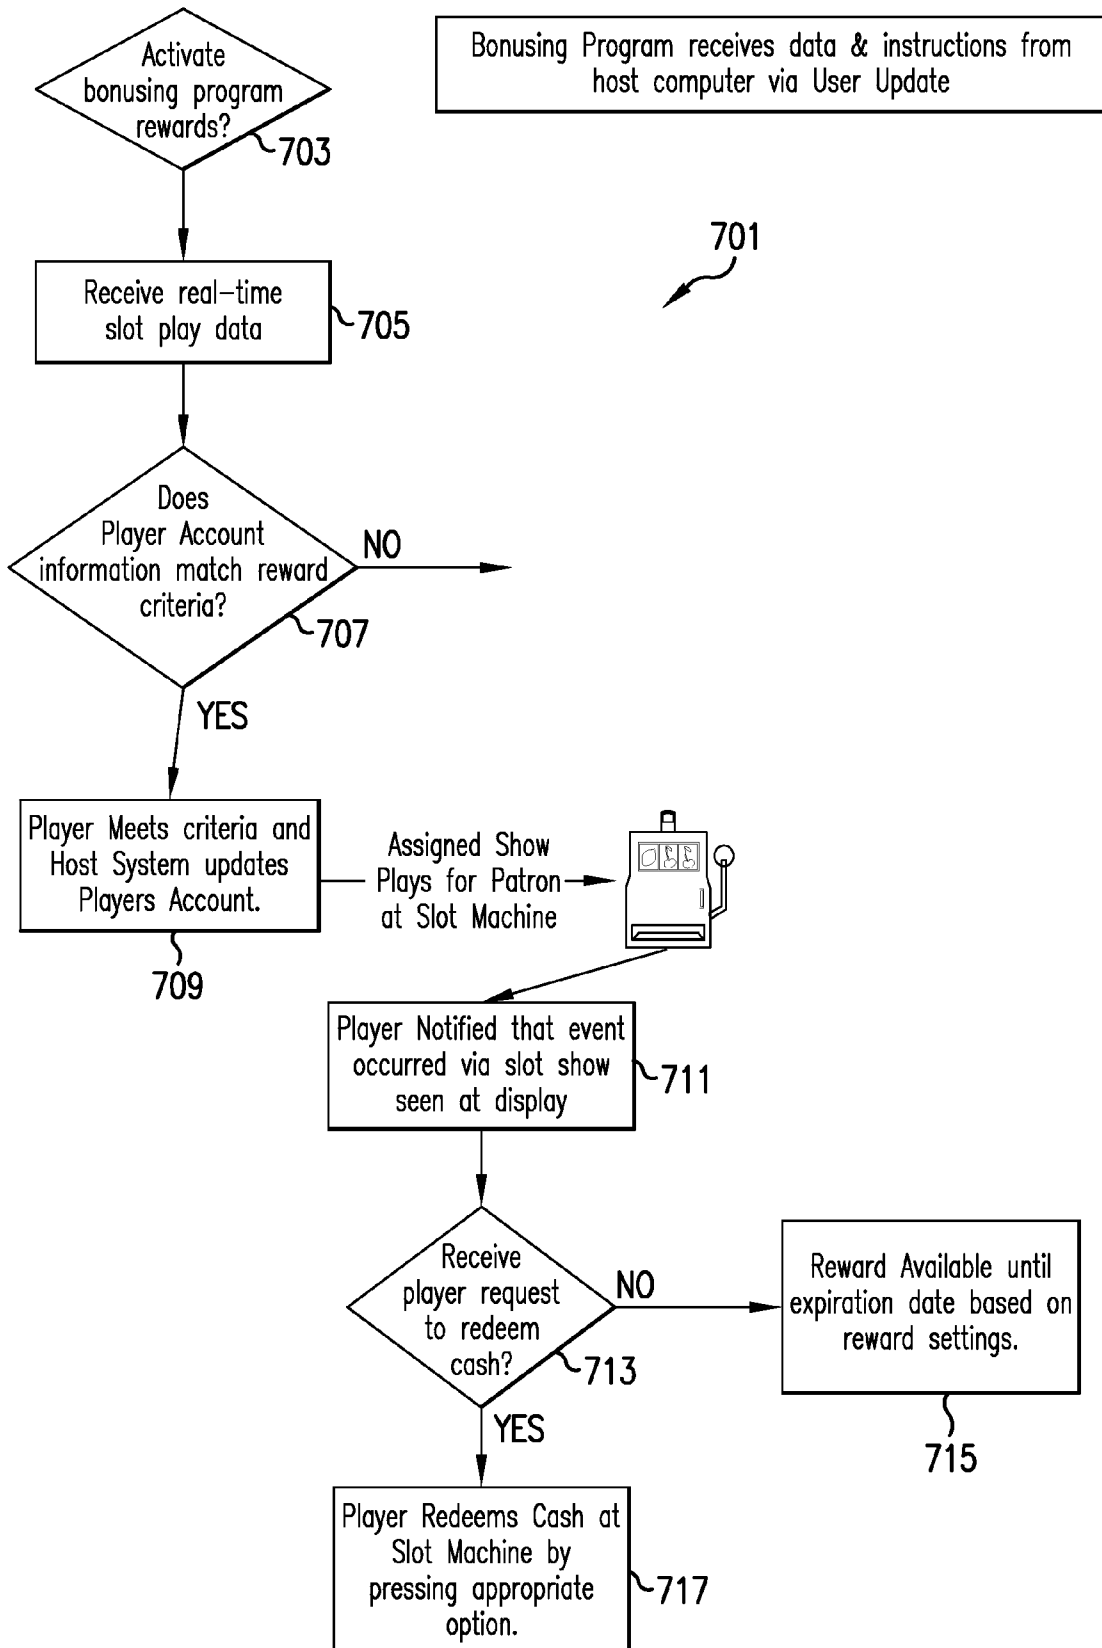 Activate
bonusing program
rewards?
703
Bonusing Program receives data & instructions from
host computer via User Update
701
Receive real-time
slot play data
705
Does
Player Account
information match reward
criteria?
707
NO
YES
Player Meets criteria and
Host System updates
Players Account.
709
Assigned Show
Plays for Patron
at Slot Machine
Player Notified that event
occurred via slot show
seen at display
711
Receive
player request
to redeem
cash?
713
NO
Reward Available until
expiration date based on
reward settings.
715
YES
Player Redeems Cash at
Slot Machine by
pressing appropriate
option.
717